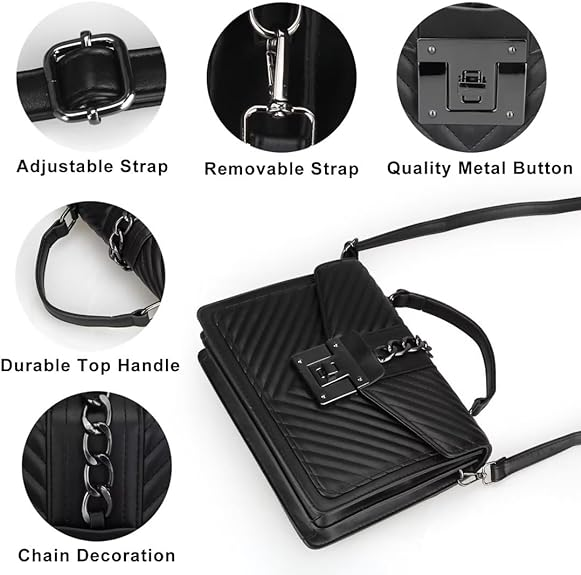 Adjustable Strap
Removable Strap
Quality Metal Button
Durable Top Handle
Chain Decoration